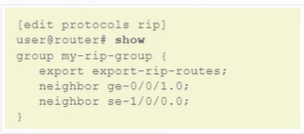 [edit protocols rip]
user@router# show
group my-rip-group {
export export-rip-routes;
neighbor ge-0/0/1.0;
neighbor se-1/0/0.0;
}